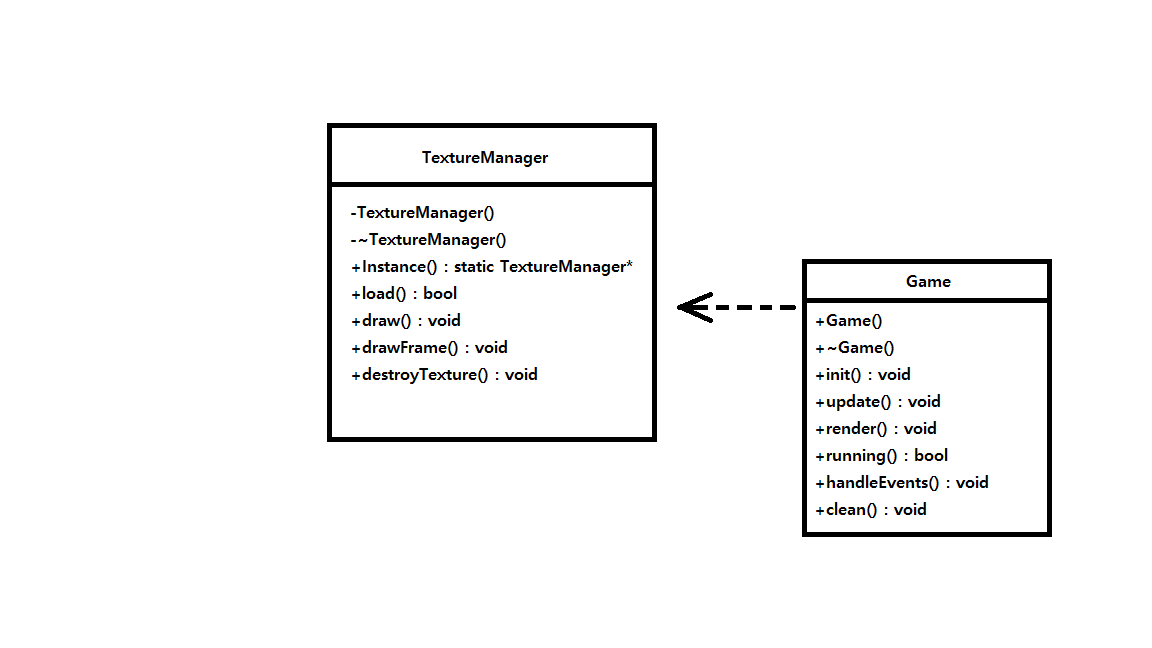 TextureManager
-TextureManager()
-~TextureManager()
+Instance() : static TextureManager*
+load() : bool
+draw() : void
+drawFrame() : void
+destroyTexture() : void
Game
+Game()
+~Game()
+init() : void
+update() : void
+render() : void
+running() : bool
+handleEvents() : void
+clean() : void